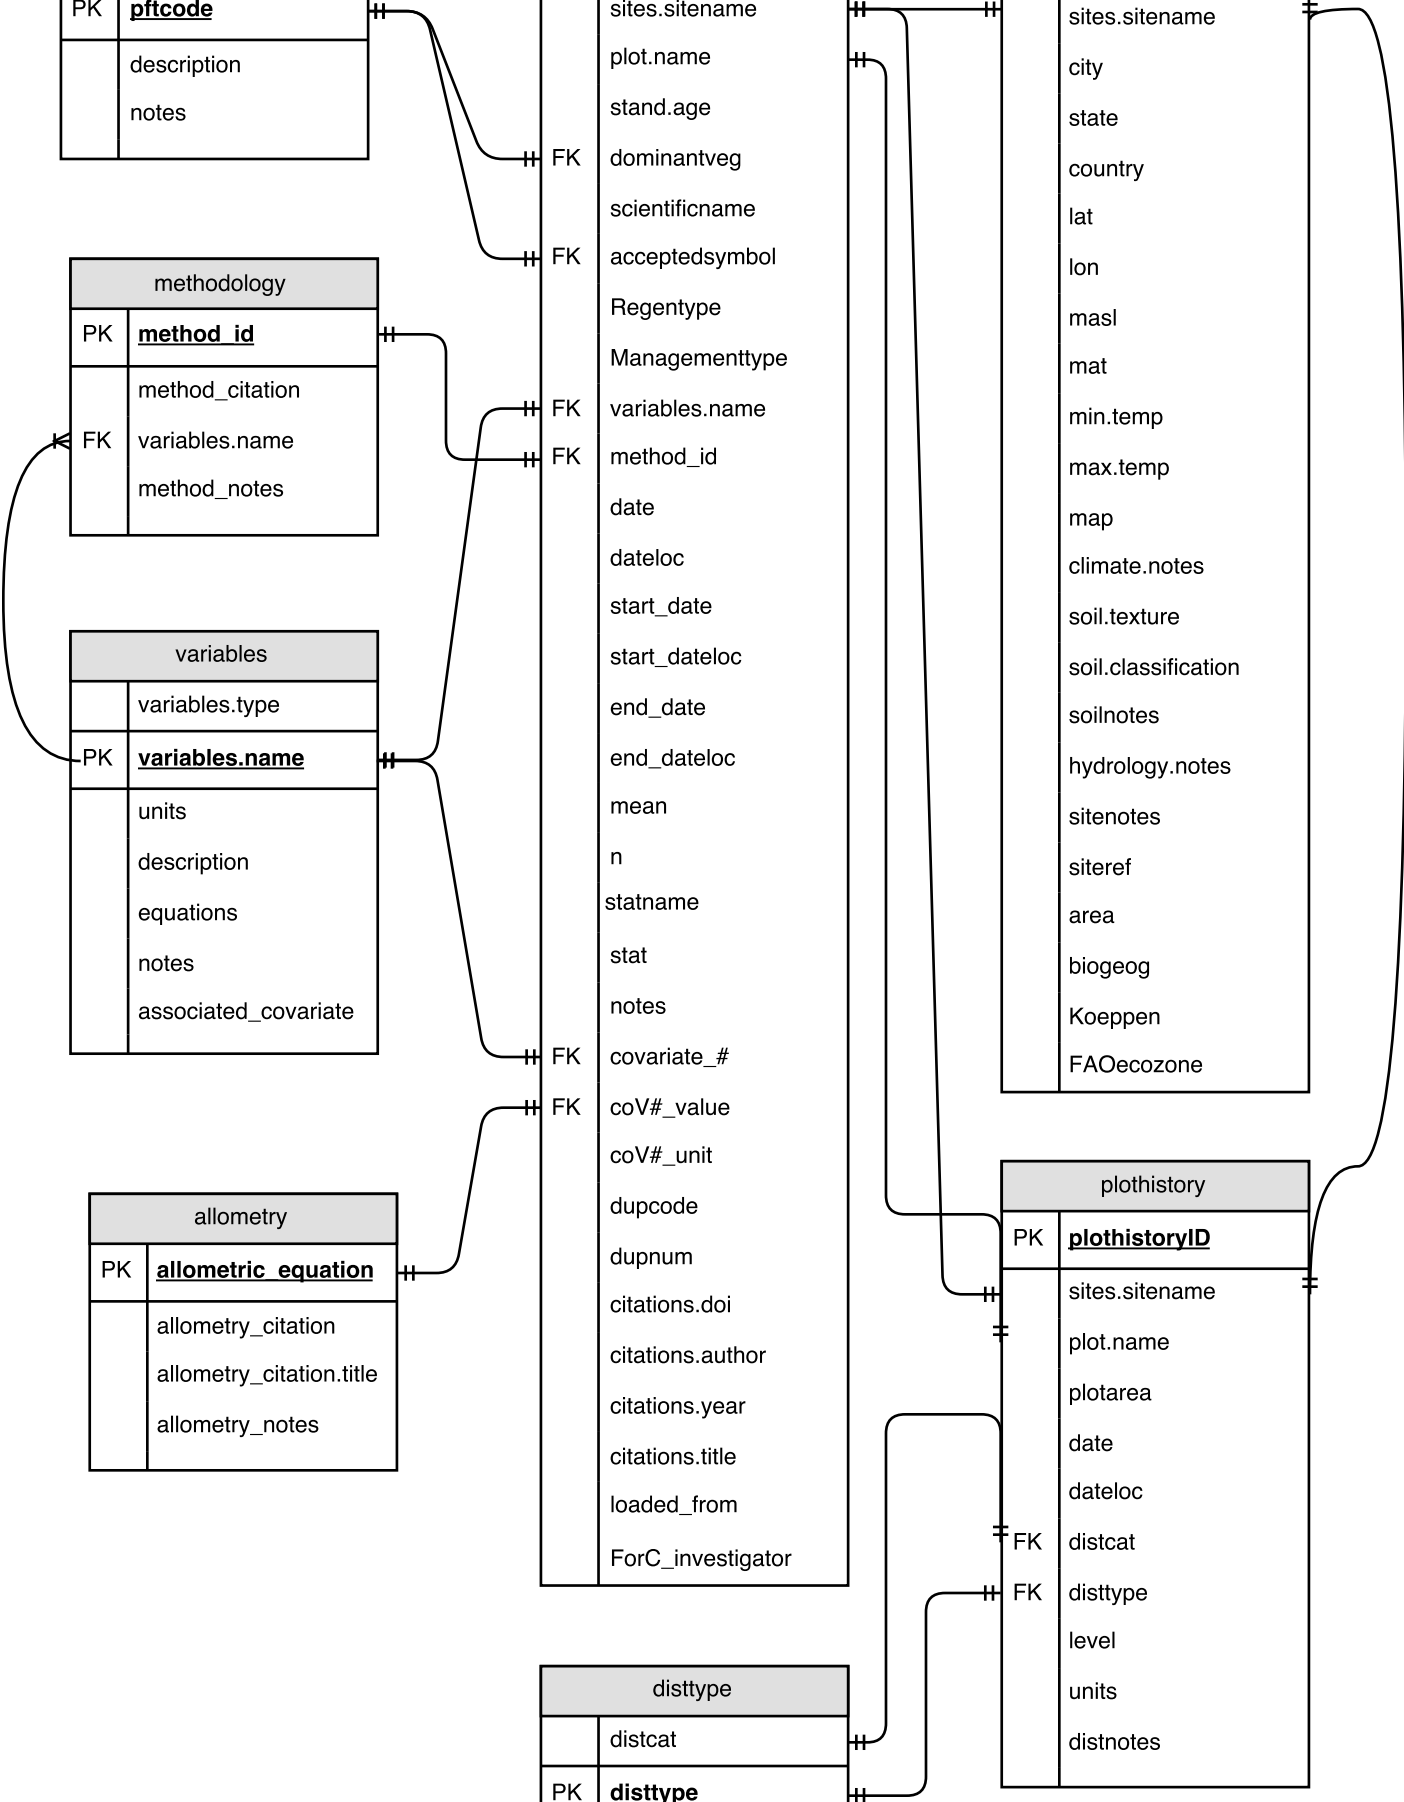 PK pftcode
description
notes
methodology
PK method_id
method_citation
FK variables.name
method_notes
variables
variables.type
PK variables.name
units
description
equations
notes
associated_covariate
allometry
PK allometric_equation
allometry_citation
allometry_citation.title
allometry_notes
sites.sitename
plot.name
stand.age
FK dominantveg
scientificname
FK acceptedsymbol
Regentype
Managementtype
FK variables.name
FK method_id
date
dateloc
start_date
start_dateloc
end_date
end_dateloc
mean
n
statname
stat
notes
FK covariate_#
FK coV#_value
coV#_unit
dupcode
dupnum
citations.doi
citations.author
citations.year
citations.title
loaded_from
ForC_investigator
disttype
distcat
PK disttype
sites.sitename
city
state
country
lat
lon
masl
mat
min.temp
max.temp
map
climate.notes
soil.texture
soil.classification
soilnotes
hydrology.notes
sitenotes
siteref
area
biogeog
Koeppen
FAOecozone
plothistory
PK plothistoryID
sites.sitename
plot.name
plotarea
date
dateloc
FK distcat
FK disttype
level
units
distnotes